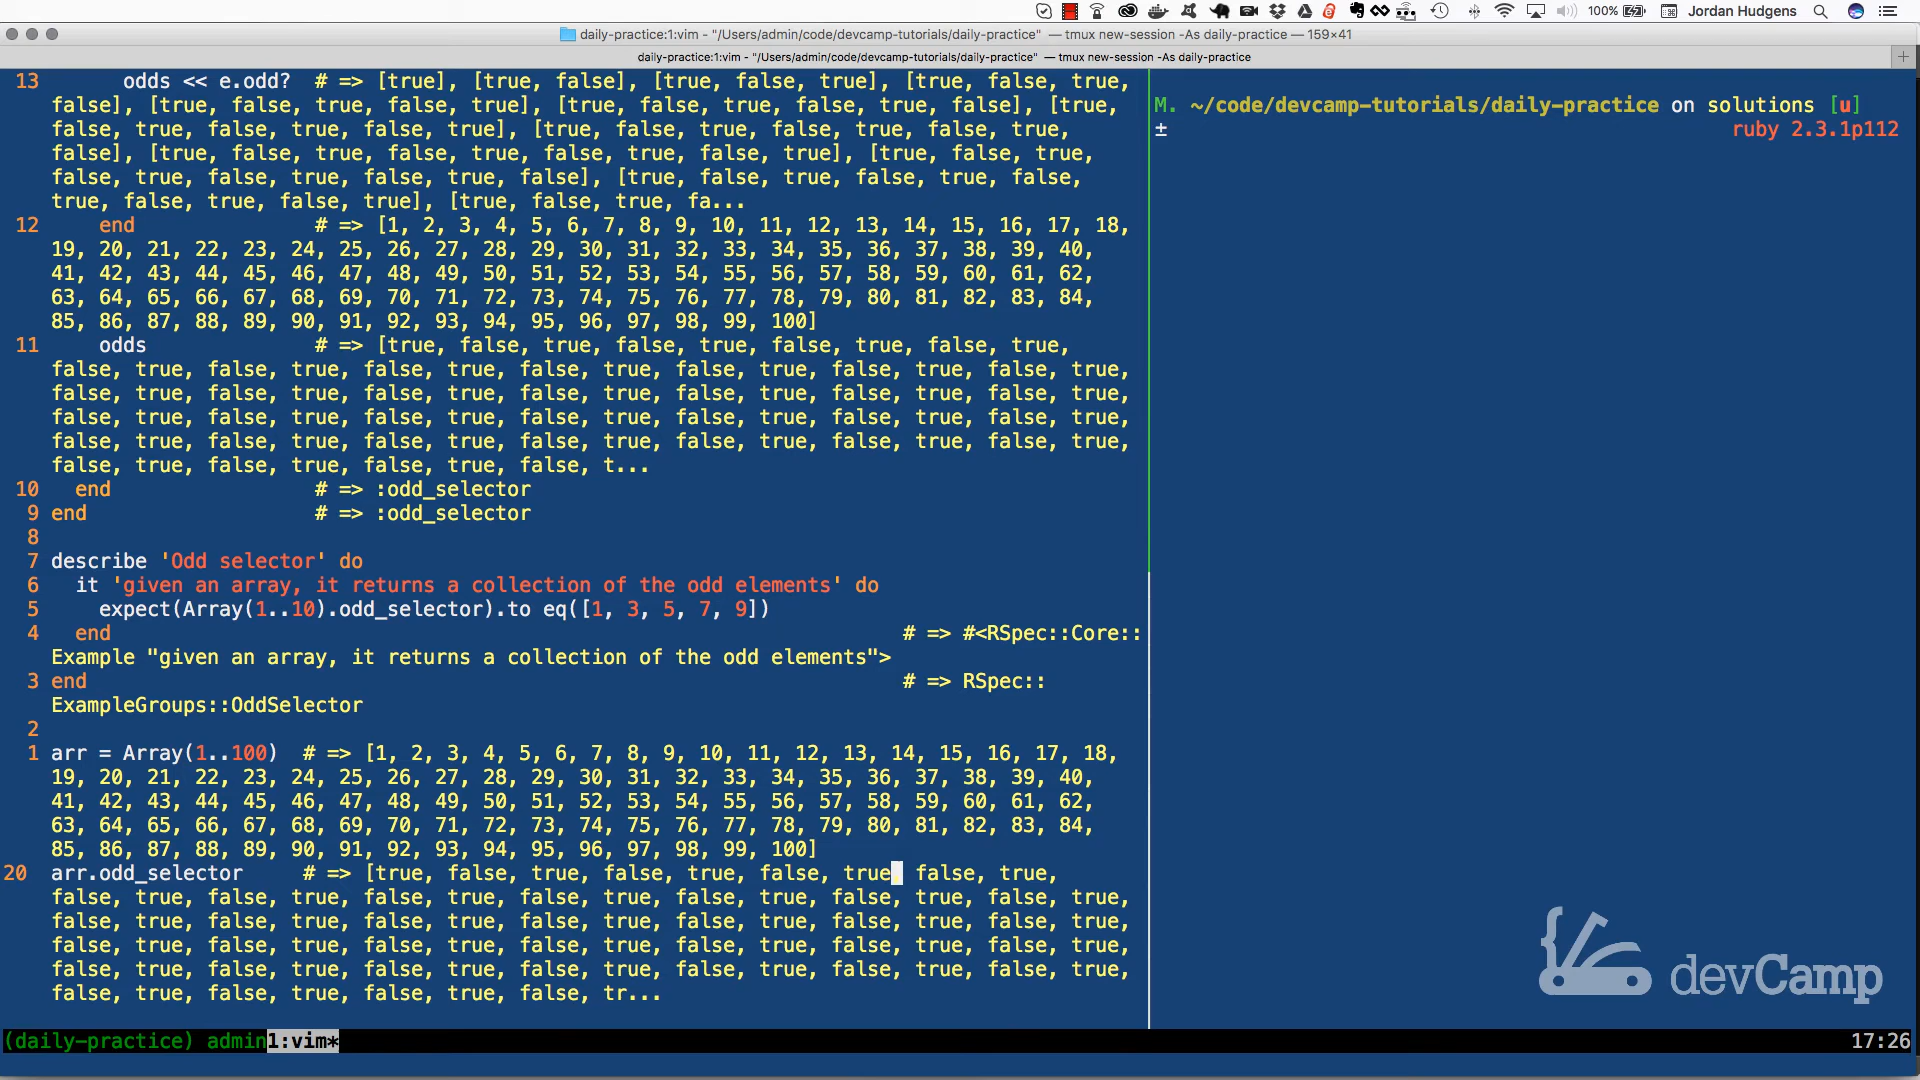 100% Jordan Hudgens
daily-practice:1:vim - "/Users/admin/code/devcamp-tutorials/daily-practice" — tmux new-session -As daily-practice — 159×41
daily-practice:1:vim - "/Users/admin/code/devcamp-tutorials/daily-practice" — tmux new-session -As daily-practice
13 odds << e.odd? # => [true], [true, false], [true, false, true], [true, false, true,
false], [true, false, true, false, true], [true, false, true, false, true, false], [true,
false, true, false, true, false, true], [true, false, true, false, true, false, true,
false], [true, false, true, false, true, false, true, false, true], [true, false, true,
false, true, false, true, false, true, false], [true, false, true, false, true, false,
true, false, true, false, true], [true, false, true, fa...
12 end # => [1, 2, 3, 4, 5, 6, 7, 8, 9, 10, 11, 12, 13, 14, 15, 16, 17, 18,
19, 20, 21, 22, 23, 24, 25, 26, 27, 28, 29, 30, 31, 32, 33, 34, 35, 36, 37, 38, 39, 40,
41, 42, 43, 44, 45, 46, 47, 48, 49, 50, 51, 52, 53, 54, 55, 56, 57, 58, 59, 60, 61, 62,
63, 64, 65, 66, 67, 68, 69, 70, 71, 72, 73, 74, 75, 76, 77, 78, 79, 80, 81, 82, 83, 84,
85, 86, 87, 88, 89, 90, 91, 92, 93, 94, 95, 96, 97, 98, 99, 100]
11 odds # => [true, false, true, false, true, false, true, false, true,
false, true, false, true, false, true, false, true, false, true, false, true, false, true,
false, true, false, true, false, true, false, true, false, true, false, true, false, true,
false, true, false, true, false, true, false, true, false, true, false, true, false, true,
false, true, false, true, false, true, false, true, false, true, false, true, false, true,
false, true, false, true, false, true, false, t...
10 end # => :odd_selector
9 end # => :odd_selector
8
7 describe 'Odd selector' do
6 it 'given an array, it returns a collection of the odd elements' do
5 expect(Array(1..10).odd_selector).to eq([1, 3, 5, 7, 9])
4 end # => #<RSpec::Core::
Example "given an array, it returns a collection of the odd elements">
3 end # => RSpec::
ExampleGroups::OddSelector
2
1 arr = Array(1..100) # => [1, 2, 3, 4, 5, 6, 7, 8, 9, 10, 11, 12, 13, 14, 15, 16, 17, 18,
19, 20, 21, 22, 23, 24, 25, 26, 27, 28, 29, 30, 31, 32, 33, 34, 35, 36, 37, 38, 39, 40,
41, 42, 43, 44, 45, 46, 47, 48, 49, 50, 51, 52, 53, 54, 55, 56, 57, 58, 59, 60, 61, 62,
63, 64, 65, 66, 67, 68, 69, 70, 71, 72, 73, 74, 75, 76, 77, 78, 79, 80, 81, 82, 83, 84,
85, 86, 87, 88, 89, 90, 91, 92, 93, 94, 95, 96, 97, 98, 99, 100]
20 arr.odd_selector # => [true, false, true, false, true, false, true, false, true,
false, true, false, true, false, true, false, true, false, true, false, true, false, true,
false, true, false, true, false, true, false, true, false, true, false, true, false, true,
false, true, false, true, false, true, false, true, false, true, false, true, false, true,
false, true, false, true, false, true, false, true, false, true, false, true, false, true,
false, true, false, true, false, true, false, tr...
M. ~/code/devcamp-tutorials/daily-practice on solutions [u]
± ruby 2.3.1p112
devCamp
(daily-practice) admin 1:vim* 17:26